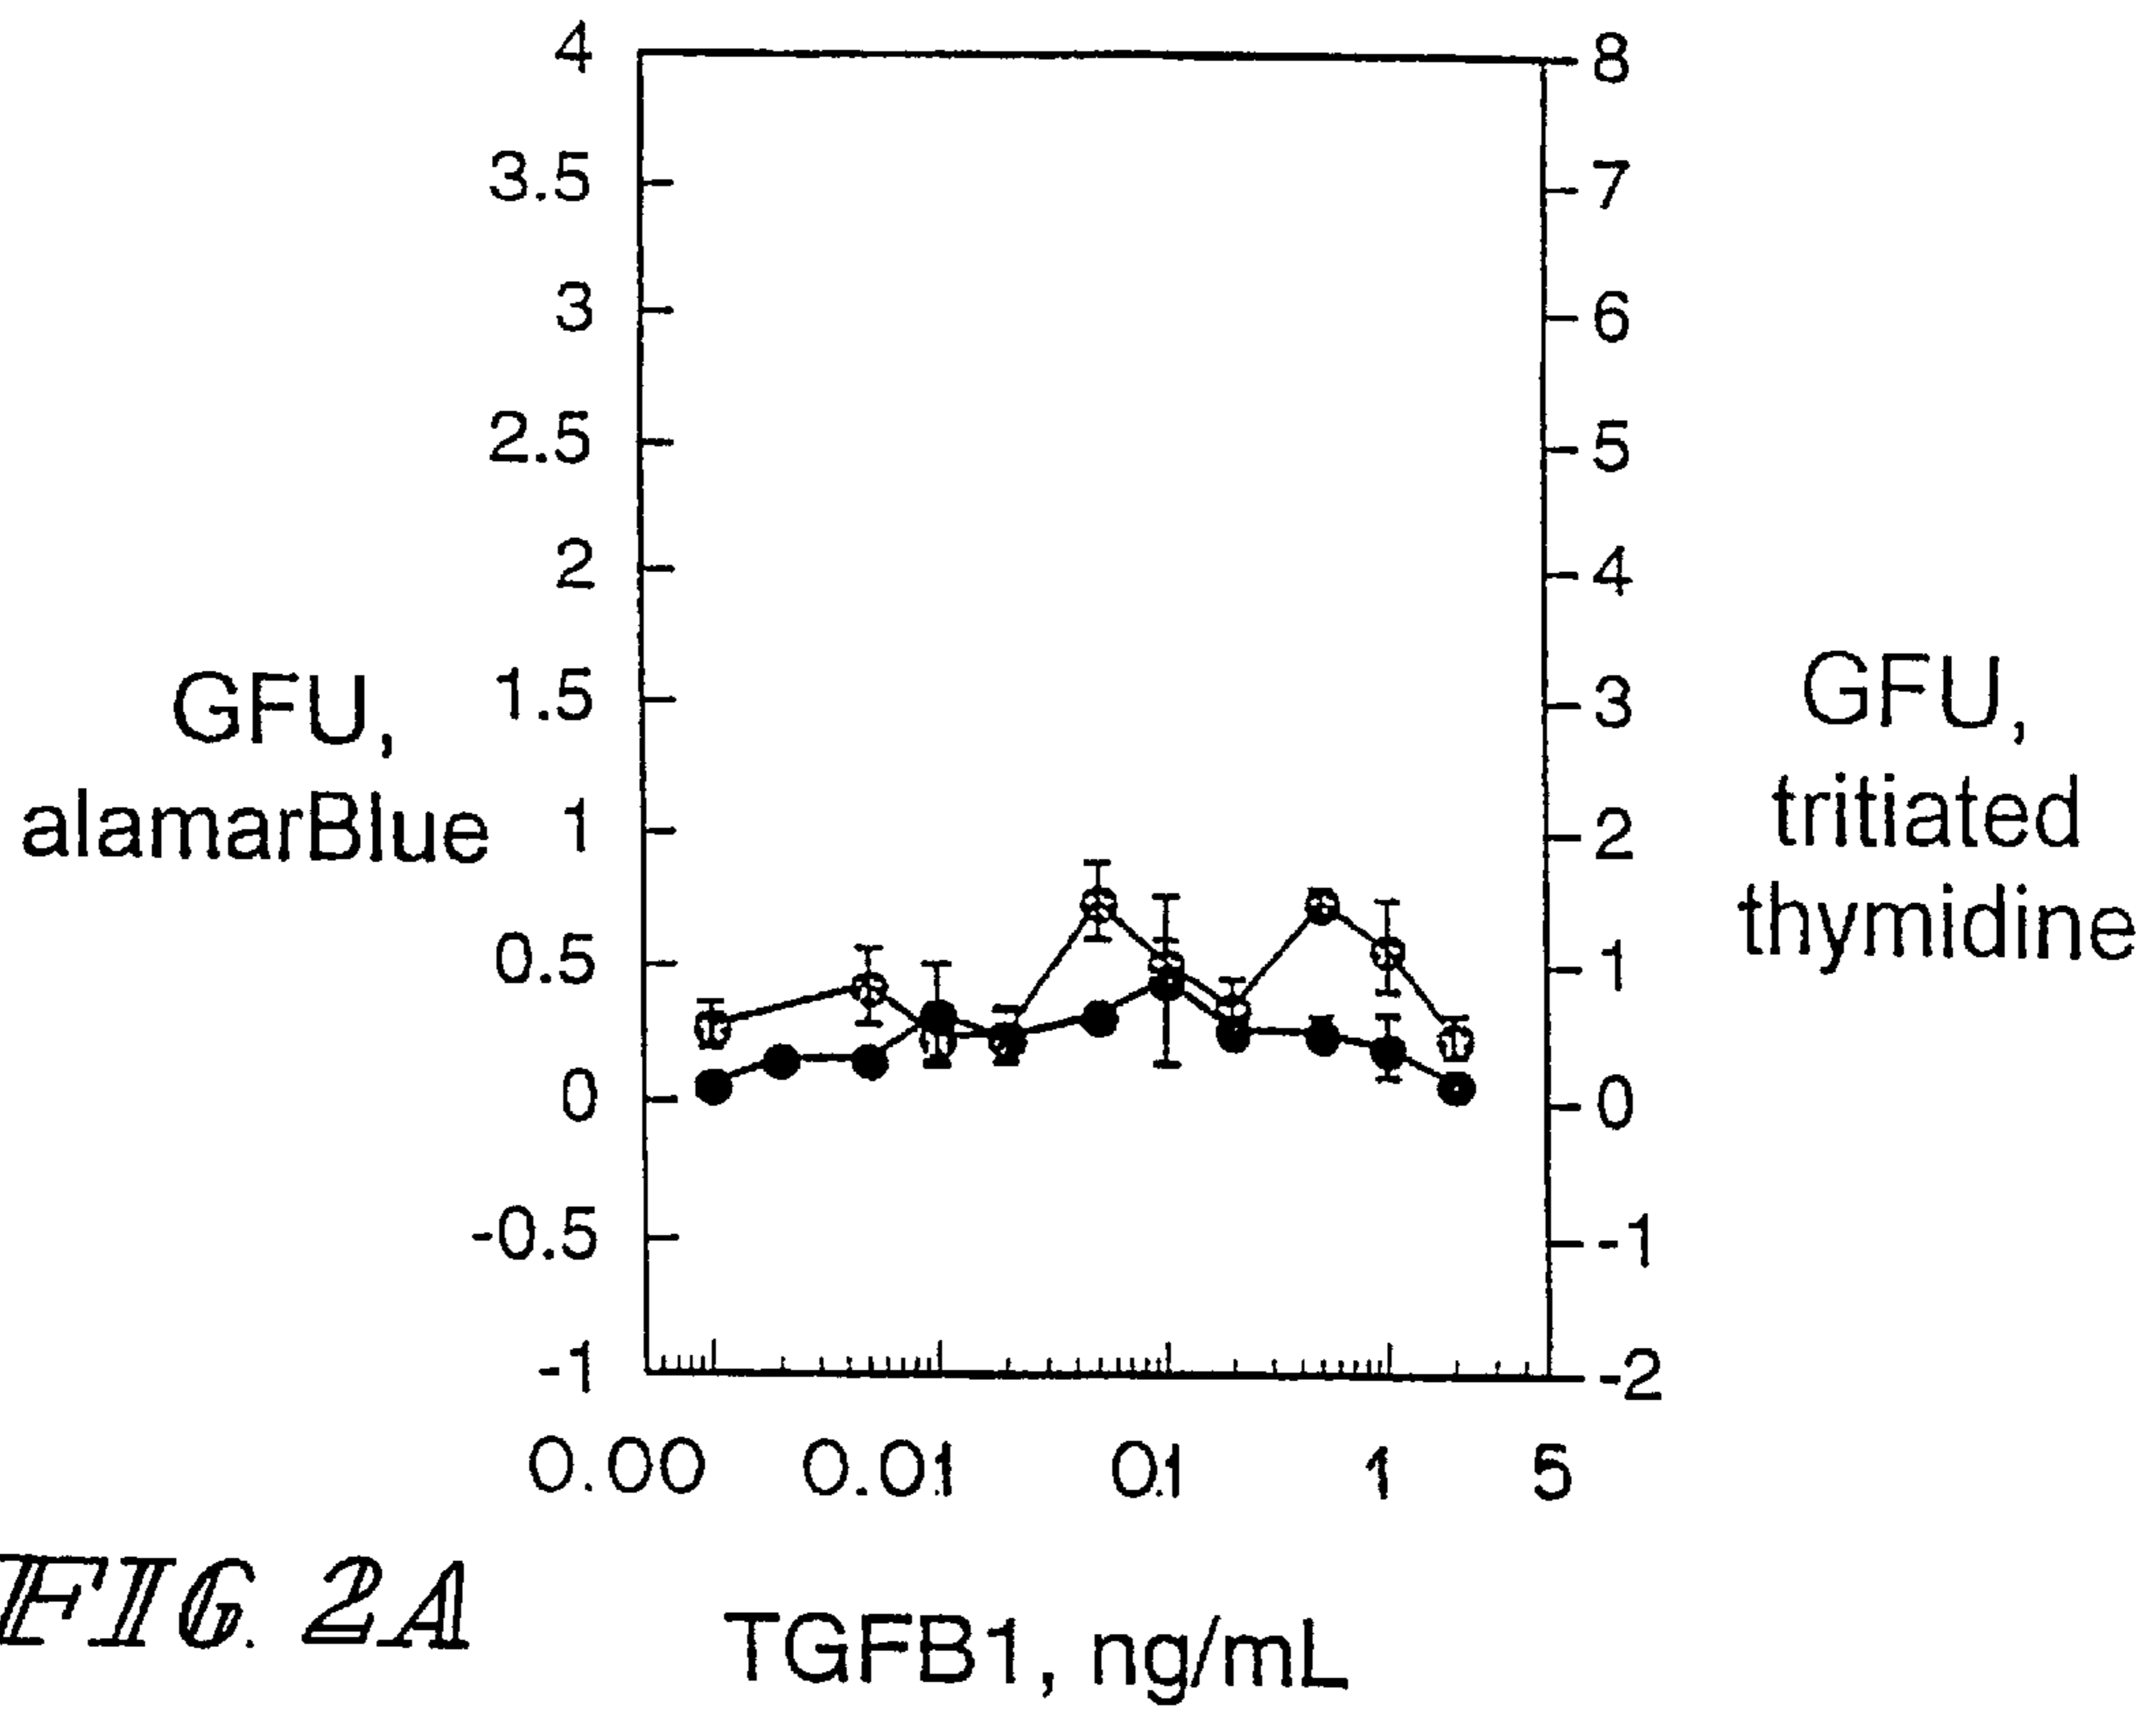 4
3.5
3
2.5
2
1.5
1
0.5
0
-0.5
-1
GFU,
alamarBlue
8
7
6
5
4
3
2
1
0
-1
-2
GFU,
tritiated
thymidine
0.00 0.01 0.1 1 5
TGFB1, ng/mL
FIG. 2A